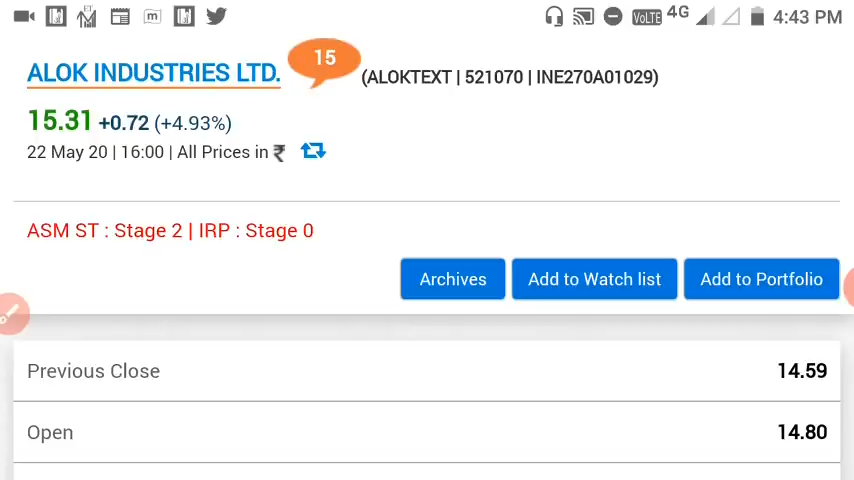 ET m VoLTE 4G 4:43 PM
ALOK INDUSTRIES LTD. 15 (ALOKTEXT | 521070 | INE270A01029)
15.31 +0.72 (+4.93%)
22 May 20 | 16:00 | All Prices in ₹
ASM ST : Stage 2 | IRP : Stage 0
Archives Add to Watch list Add to Portfolio
Previous Close 14.59
Open 14.80